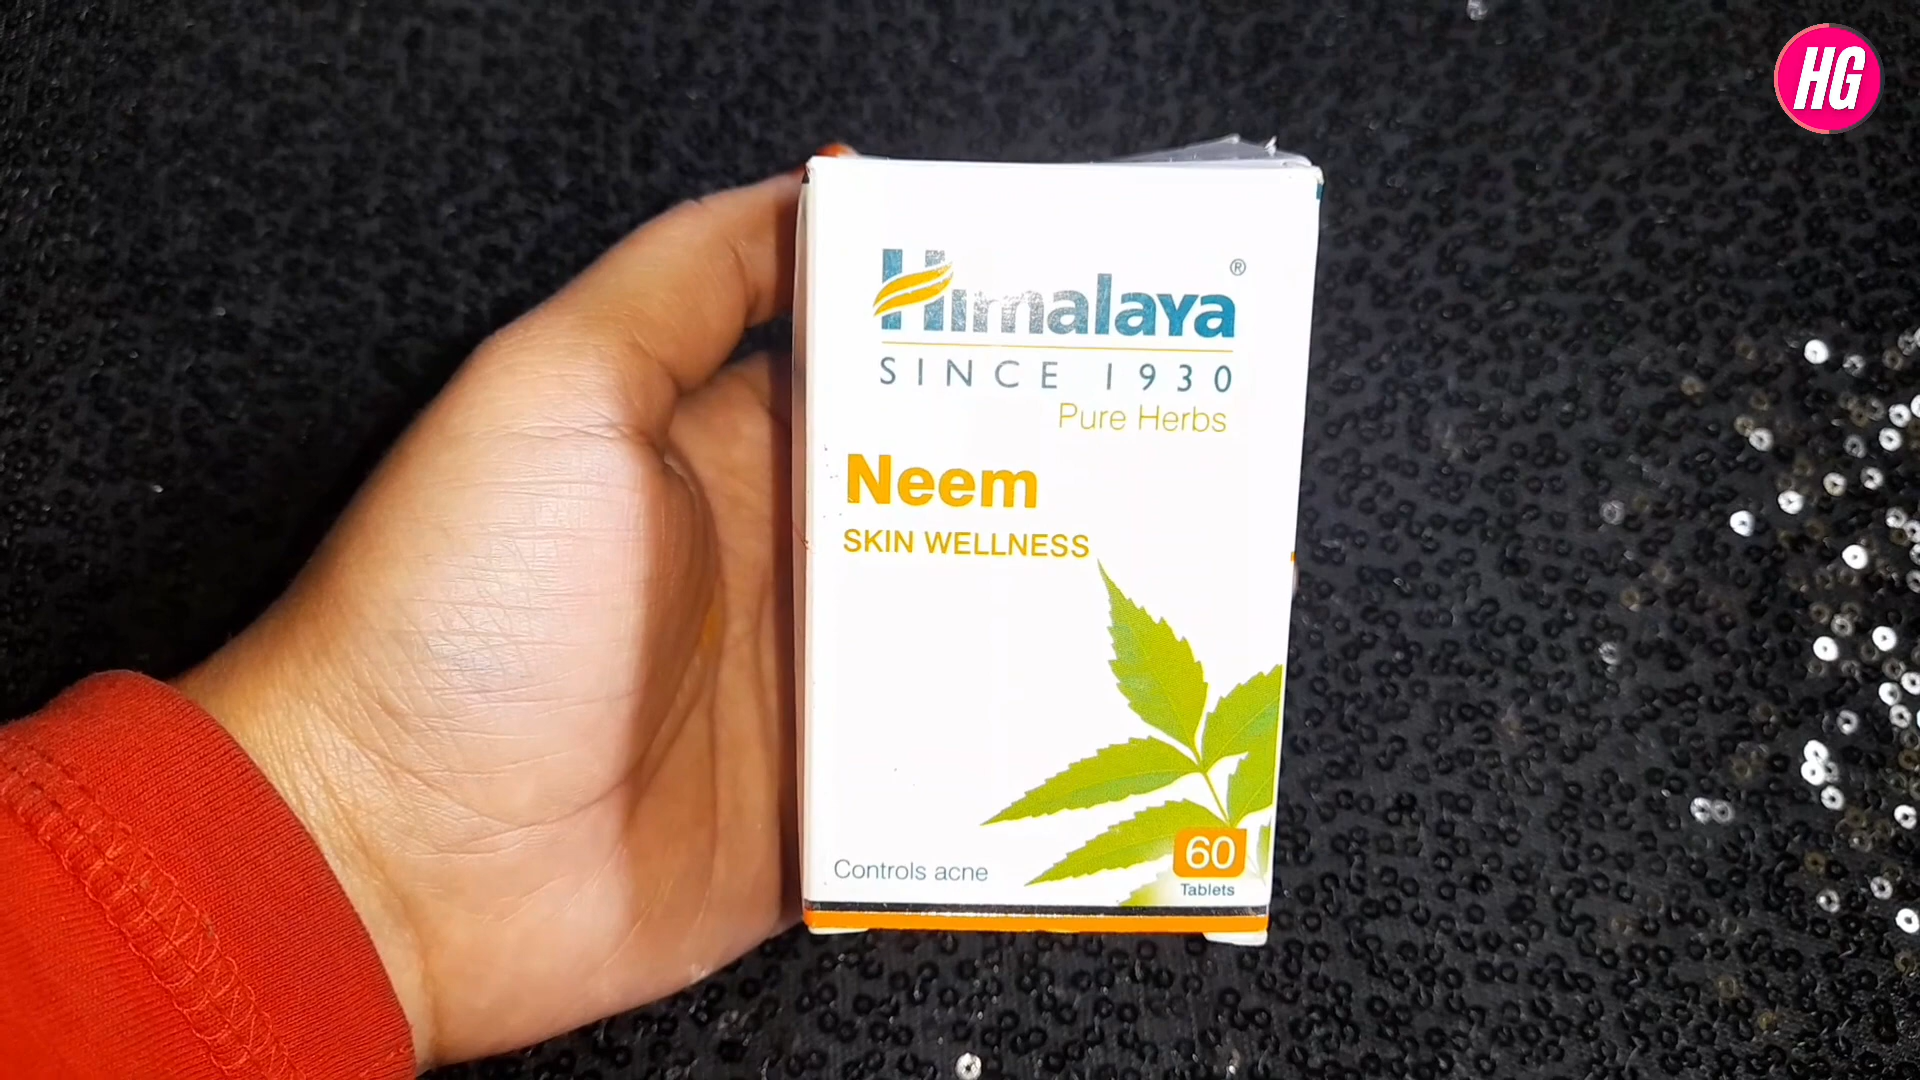 HG
Himalaya®
SINCE 1930
Pure Herbs
Neem
SKIN WELLNESS
Controls acne
60
Tablets